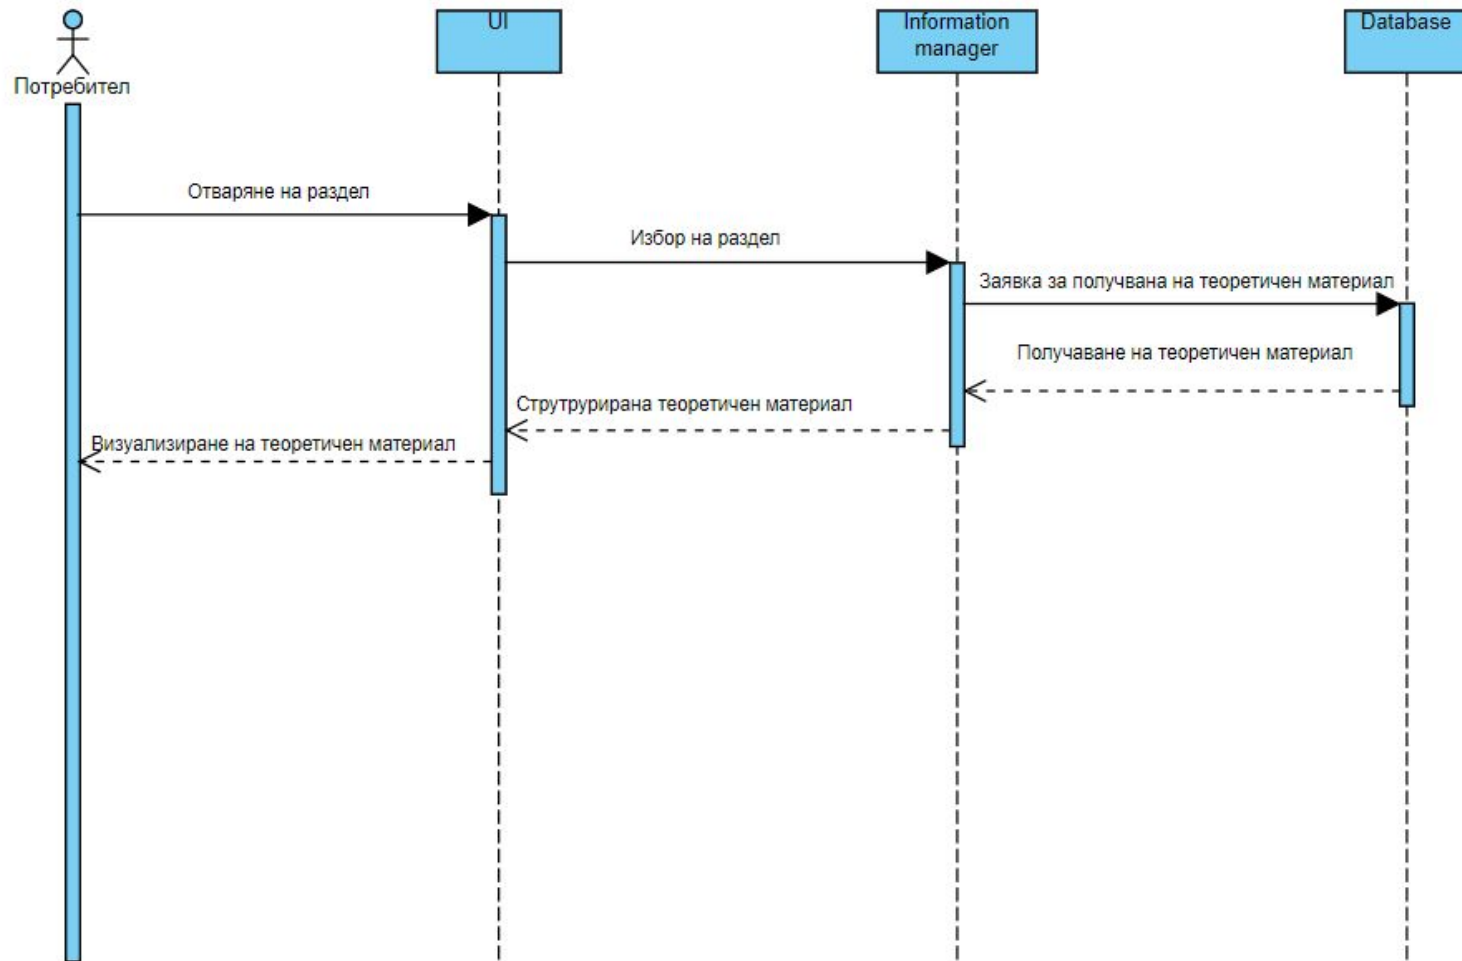 UI
Information
manager
Database
Потребител
Отваряне на раздел
Избор на раздел
Заявка за получвана на теоретичен материал
Получаване на теоретичен материал
Струтрурирана теоретичен материал
Визуализиране на теоретичен материал